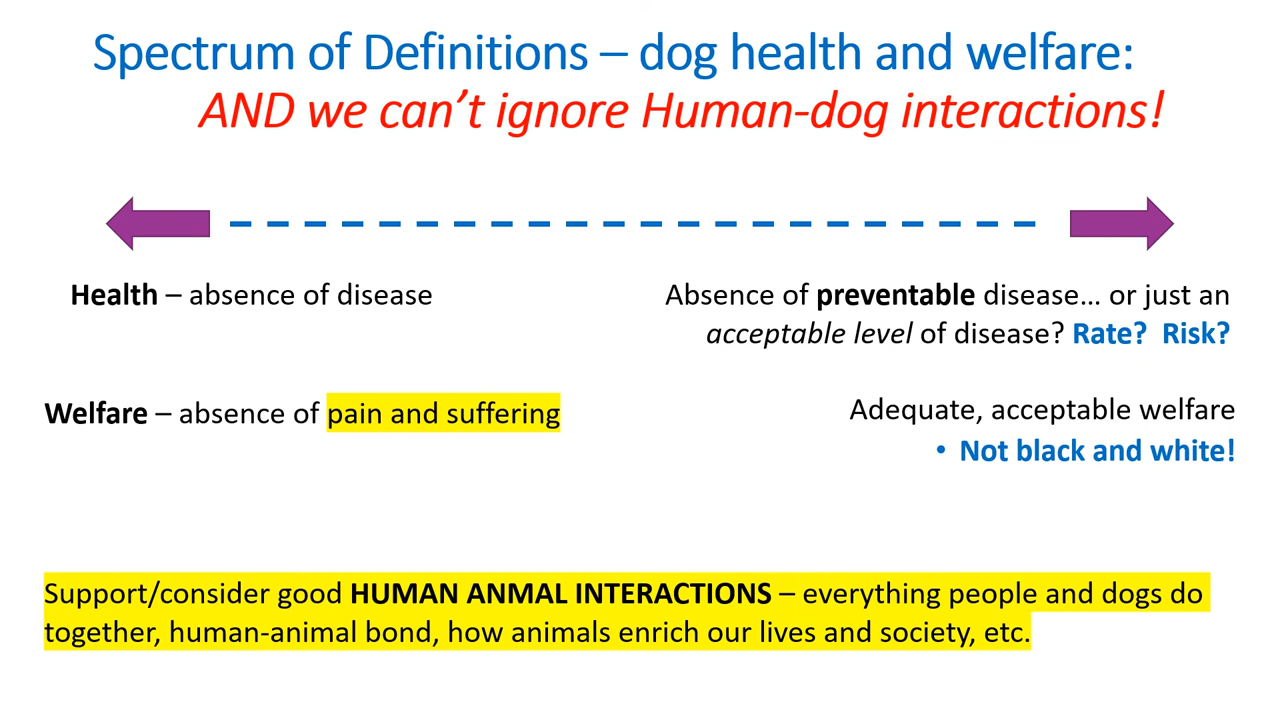 Spectrum of Definitions – dog health and welfare:
AND we can't ignore Human-dog interactions!
Health – absence of disease
Absence of preventable disease... or just an
acceptable level of disease? Rate? Risk?
Welfare – absence of pain and suffering
Adequate, acceptable welfare
• Not black and white!
Support/consider good HUMAN ANMAL INTERACTIONS – everything people and dogs do
together, human-animal bond, how animals enrich our lives and society, etc.